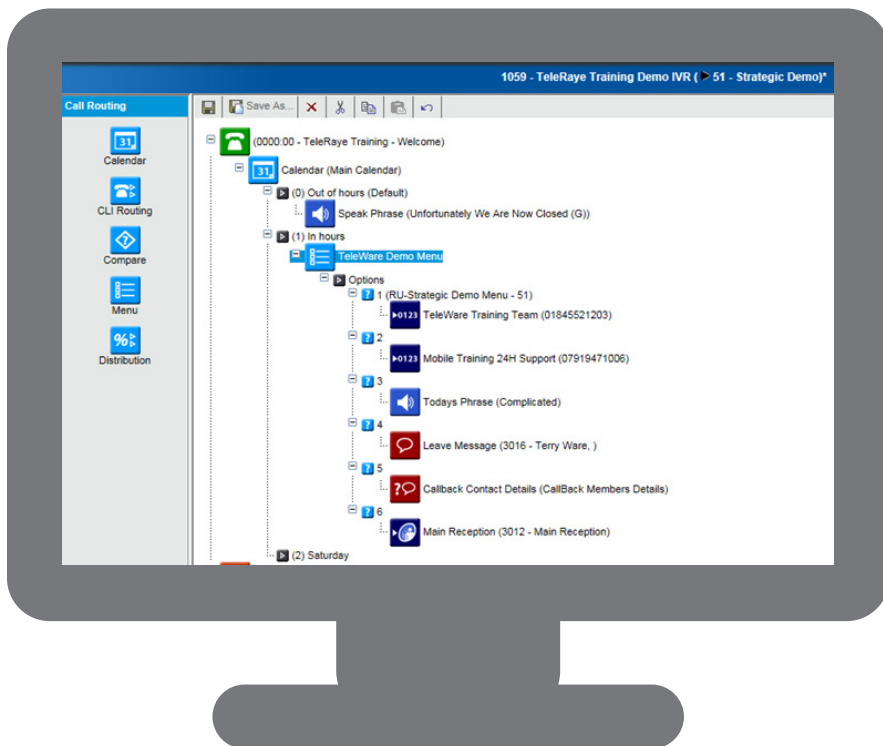 1059 - TeleRaye Training Demo IVR ( 51 - Strategic Demo)*
Call Routing
Save As...
31
Calendar
CLI Routing
Compare
Menu
%
Distribution
(0000:00 - TeleRaye Training - Welcome)
31
Calendar (Main Calendar)
(0) Out of hours (Default)
Speak Phrase (Unfortunately We Are Now Closed (G))
(1) In hours
TeleWare Demo Menu
Options
? 1 (RU-Strategic Demo Menu - 51)
0123 TeleWare Training Team (01845521203)
? 2
0123 Mobile Training 24H Support (07919471006)
? 3
Todays Phrase (Complicated)
? 4
Leave Message (3016 - Terry Ware, )
? 5
? Callback Contact Details (CallBack Members Details)
? 6
Main Reception (3012 - Main Reception)
(2) Saturday